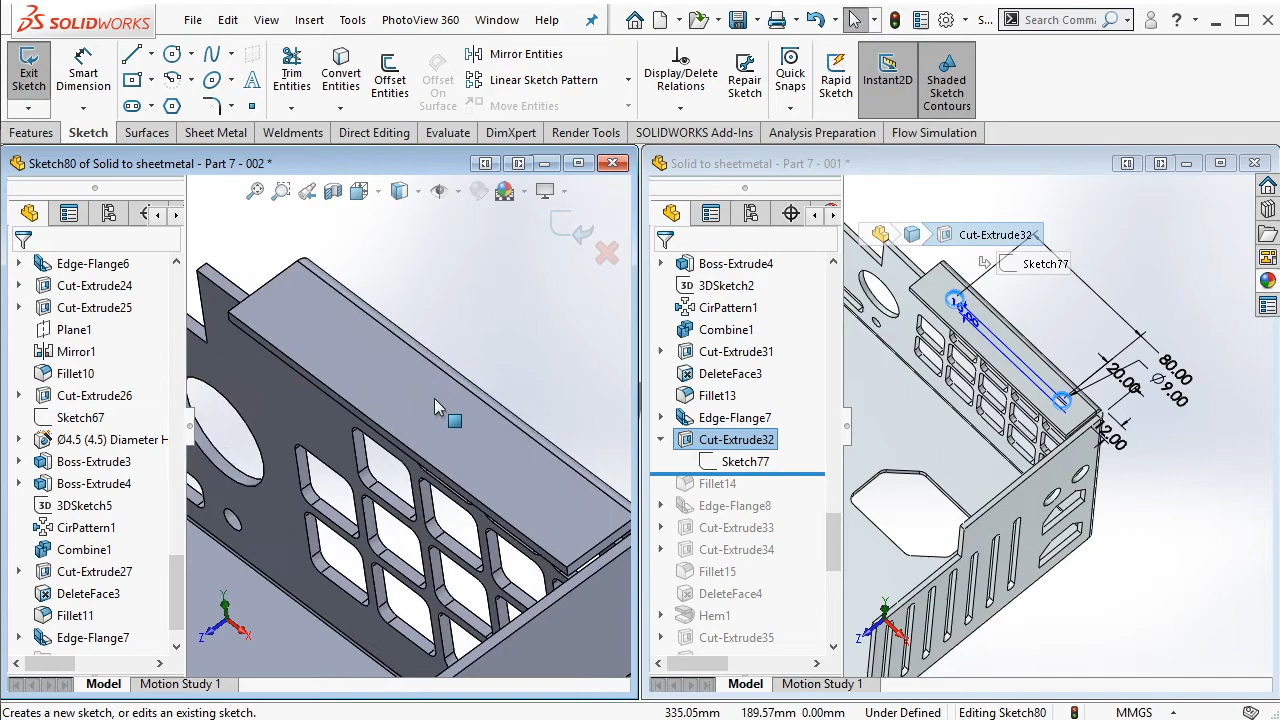 SOLIDWORKS
File Edit View Insert Tools PhotoView 360 Window Help
S...
Search Comma
Exit Sketch
Smart Dimension
Trim Entities
Convert Entities
Offset Entities
Offset On Surface
Mirror Entities
Linear Sketch Pattern
Move Entities
Display/Delete Relations
Repair Sketch
Quick Snaps
Rapid Sketch
Instant2D
Shaded Sketch Contours
Features Sketch Surfaces Sheet Metal Weldments Direct Editing Evaluate DimXpert Render Tools SOLIDWORKS Add-Ins Analysis Preparation Flow Simulation
Sketch80 of Solid to sheetmetal - Part 7 - 002 *
Edge-Flange6
Cut-Extrude24
Cut-Extrude25
Plane1
Mirror1
Fillet10
Cut-Extrude26
Sketch67
Ø4.5 (4.5) Diameter H
Boss-Extrude3
Boss-Extrude4
3D 3DSketch5
CirPattern1
Combine1
Cut-Extrude27
DeleteFace3
Fillet11
Edge-Flange7
Y
Z
X
Model Motion Study 1
Solid to sheetmetal - Part 7 - 001 *
Boss-Extrude4
3D 3DSketch2
CirPattern1
Combine1
Cut-Extrude31
DeleteFace3
Fillet13
Edge-Flange7
Cut-Extrude32
Sketch77
Fillet14
Edge-Flange8
Cut-Extrude33
Cut-Extrude34
Fillet15
DeleteFace4
Hem1
Cut-Extrude35
Cut-Extrude32
Sketch77
80.00
20.00
Ø9.00
12.00
Y
Z
Model Motion Study 1
Creates a new sketch, or edits an existing sketch.
335.05mm 189.57mm 0.00mm Under Defined Editing Sketch80 MMGS